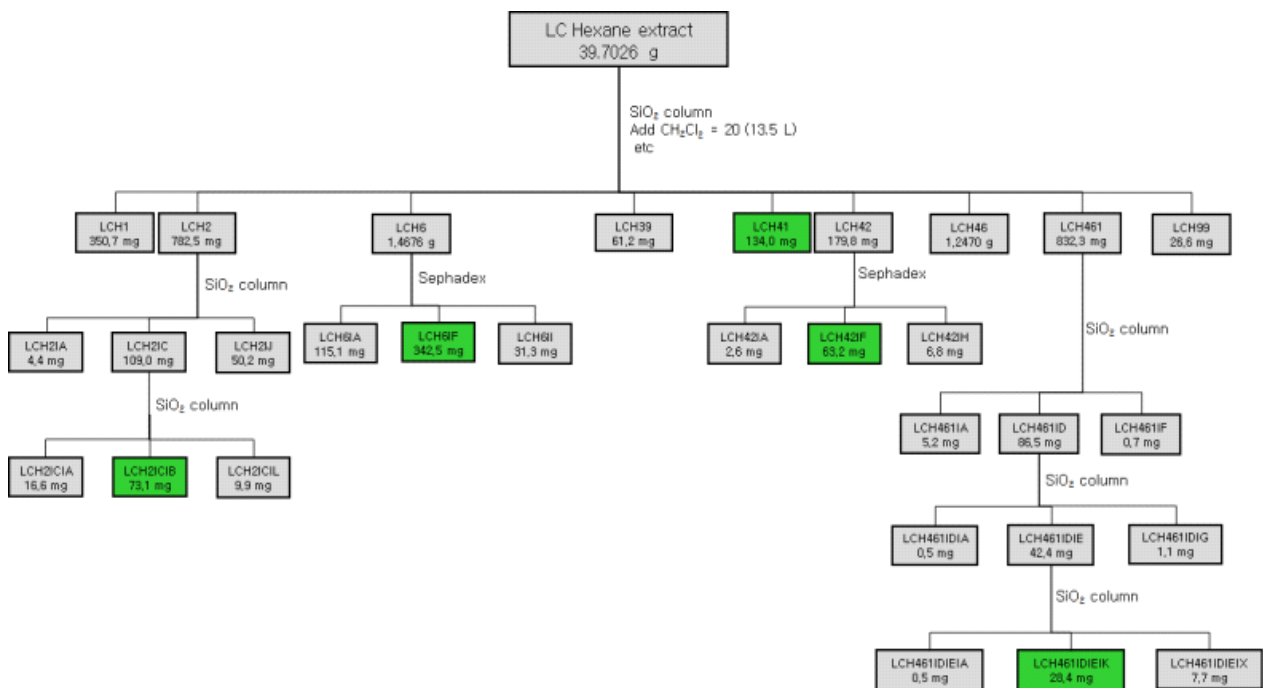 LC Hexane extract
39,7026 g
SiO₂ column
Add CH₂Cl₂ = 20 (13.5 L)
etc
LCH1
350,7 mg
LCH2
782,5 mg
LCH6
1,4676 g
LCH39
61,2 mg
LCH41
134,0 mg
LCH42
179,8 mg
LCH46
1,2470 g
LCH461
832,3 mg
LCH99
26,6 mg
SiO₂ column
Sephadex
Sephadex
SiO₂ column
LCH2IA
4,4 mg
LCH2IC
109,0 mg
LCH2IJ
50,2 mg
LCH6IA
115,1 mg
LCH6IF
342,5 mg
LCH6II
31,3 mg
LCH42IA
2,6 mg
LCH42IF
63,2 mg
LCH42IH
6,8 mg
SiO₂ column
LCH461IA
5,2 mg
LCH461ID
86,5 mg
LCH461IF
0,7 mg
LCH2ICIA
16,6 mg
LCH2ICIB
73,1 mg
LCH2ICIL
9,9 mg
SiO₂ column
LCH461IDIA
0,5 mg
LCH461IDIE
42,4 mg
LCH461IDIG
1,1 mg
SiO₂ column
LCH461IDIEIA
0,5 mg
LCH461IDIEIK
28,4 mg
LCH461IDIEIX
7,7 mg